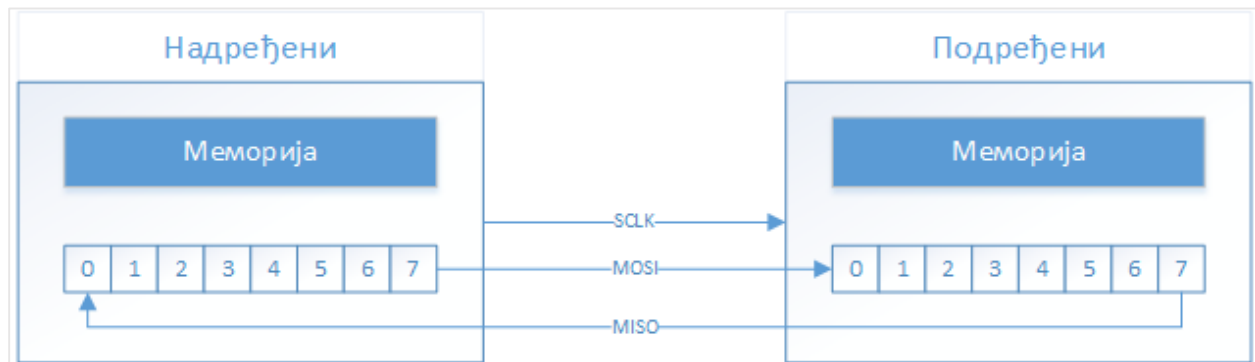 Надређени
Подређени
Меморија
Меморија
SCLK
0 1 2 3 4 5 6 7
MOSI
0 1 2 3 4 5 6 7
MISO